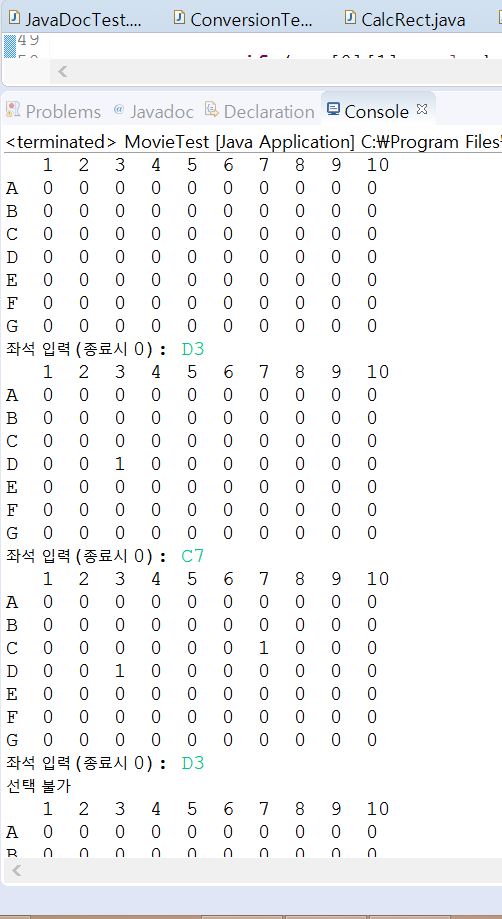 JavaDocTest.... ConversionTe... CalcRect.java
49
Problems @ Javadoc Declaration Console
<terminated> MovieTest [Java Application] C:₩Program Files
1 2 3 4 5 6 7 8 9 10
A 0 0 0 0 0 0 0 0 0 0
B 0 0 0 0 0 0 0 0 0 0
C 0 0 0 0 0 0 0 0 0 0
D 0 0 0 0 0 0 0 0 0 0
E 0 0 0 0 0 0 0 0 0 0
F 0 0 0 0 0 0 0 0 0 0
G 0 0 0 0 0 0 0 0 0 0
좌석 입력(종료시 0) : D3
1 2 3 4 5 6 7 8 9 10
A 0 0 0 0 0 0 0 0 0 0
B 0 0 0 0 0 0 0 0 0 0
C 0 0 0 0 0 0 0 0 0 0
D 0 0 1 0 0 0 0 0 0 0
E 0 0 0 0 0 0 0 0 0 0
F 0 0 0 0 0 0 0 0 0 0
G 0 0 0 0 0 0 0 0 0 0
좌석 입력(종료시 0) : C7
1 2 3 4 5 6 7 8 9 10
A 0 0 0 0 0 0 0 0 0 0
B 0 0 0 0 0 0 0 0 0 0
C 0 0 0 0 0 0 1 0 0 0
D 0 0 1 0 0 0 0 0 0 0
E 0 0 0 0 0 0 0 0 0 0
F 0 0 0 0 0 0 0 0 0 0
G 0 0 0 0 0 0 0 0 0 0
좌석 입력(종료시 0) : D3
선택 불가
1 2 3 4 5 6 7 8 9 10
A 0 0 0 0 0 0 0 0 0 0
B 0 0 0 0 0 0 0 0 0 0